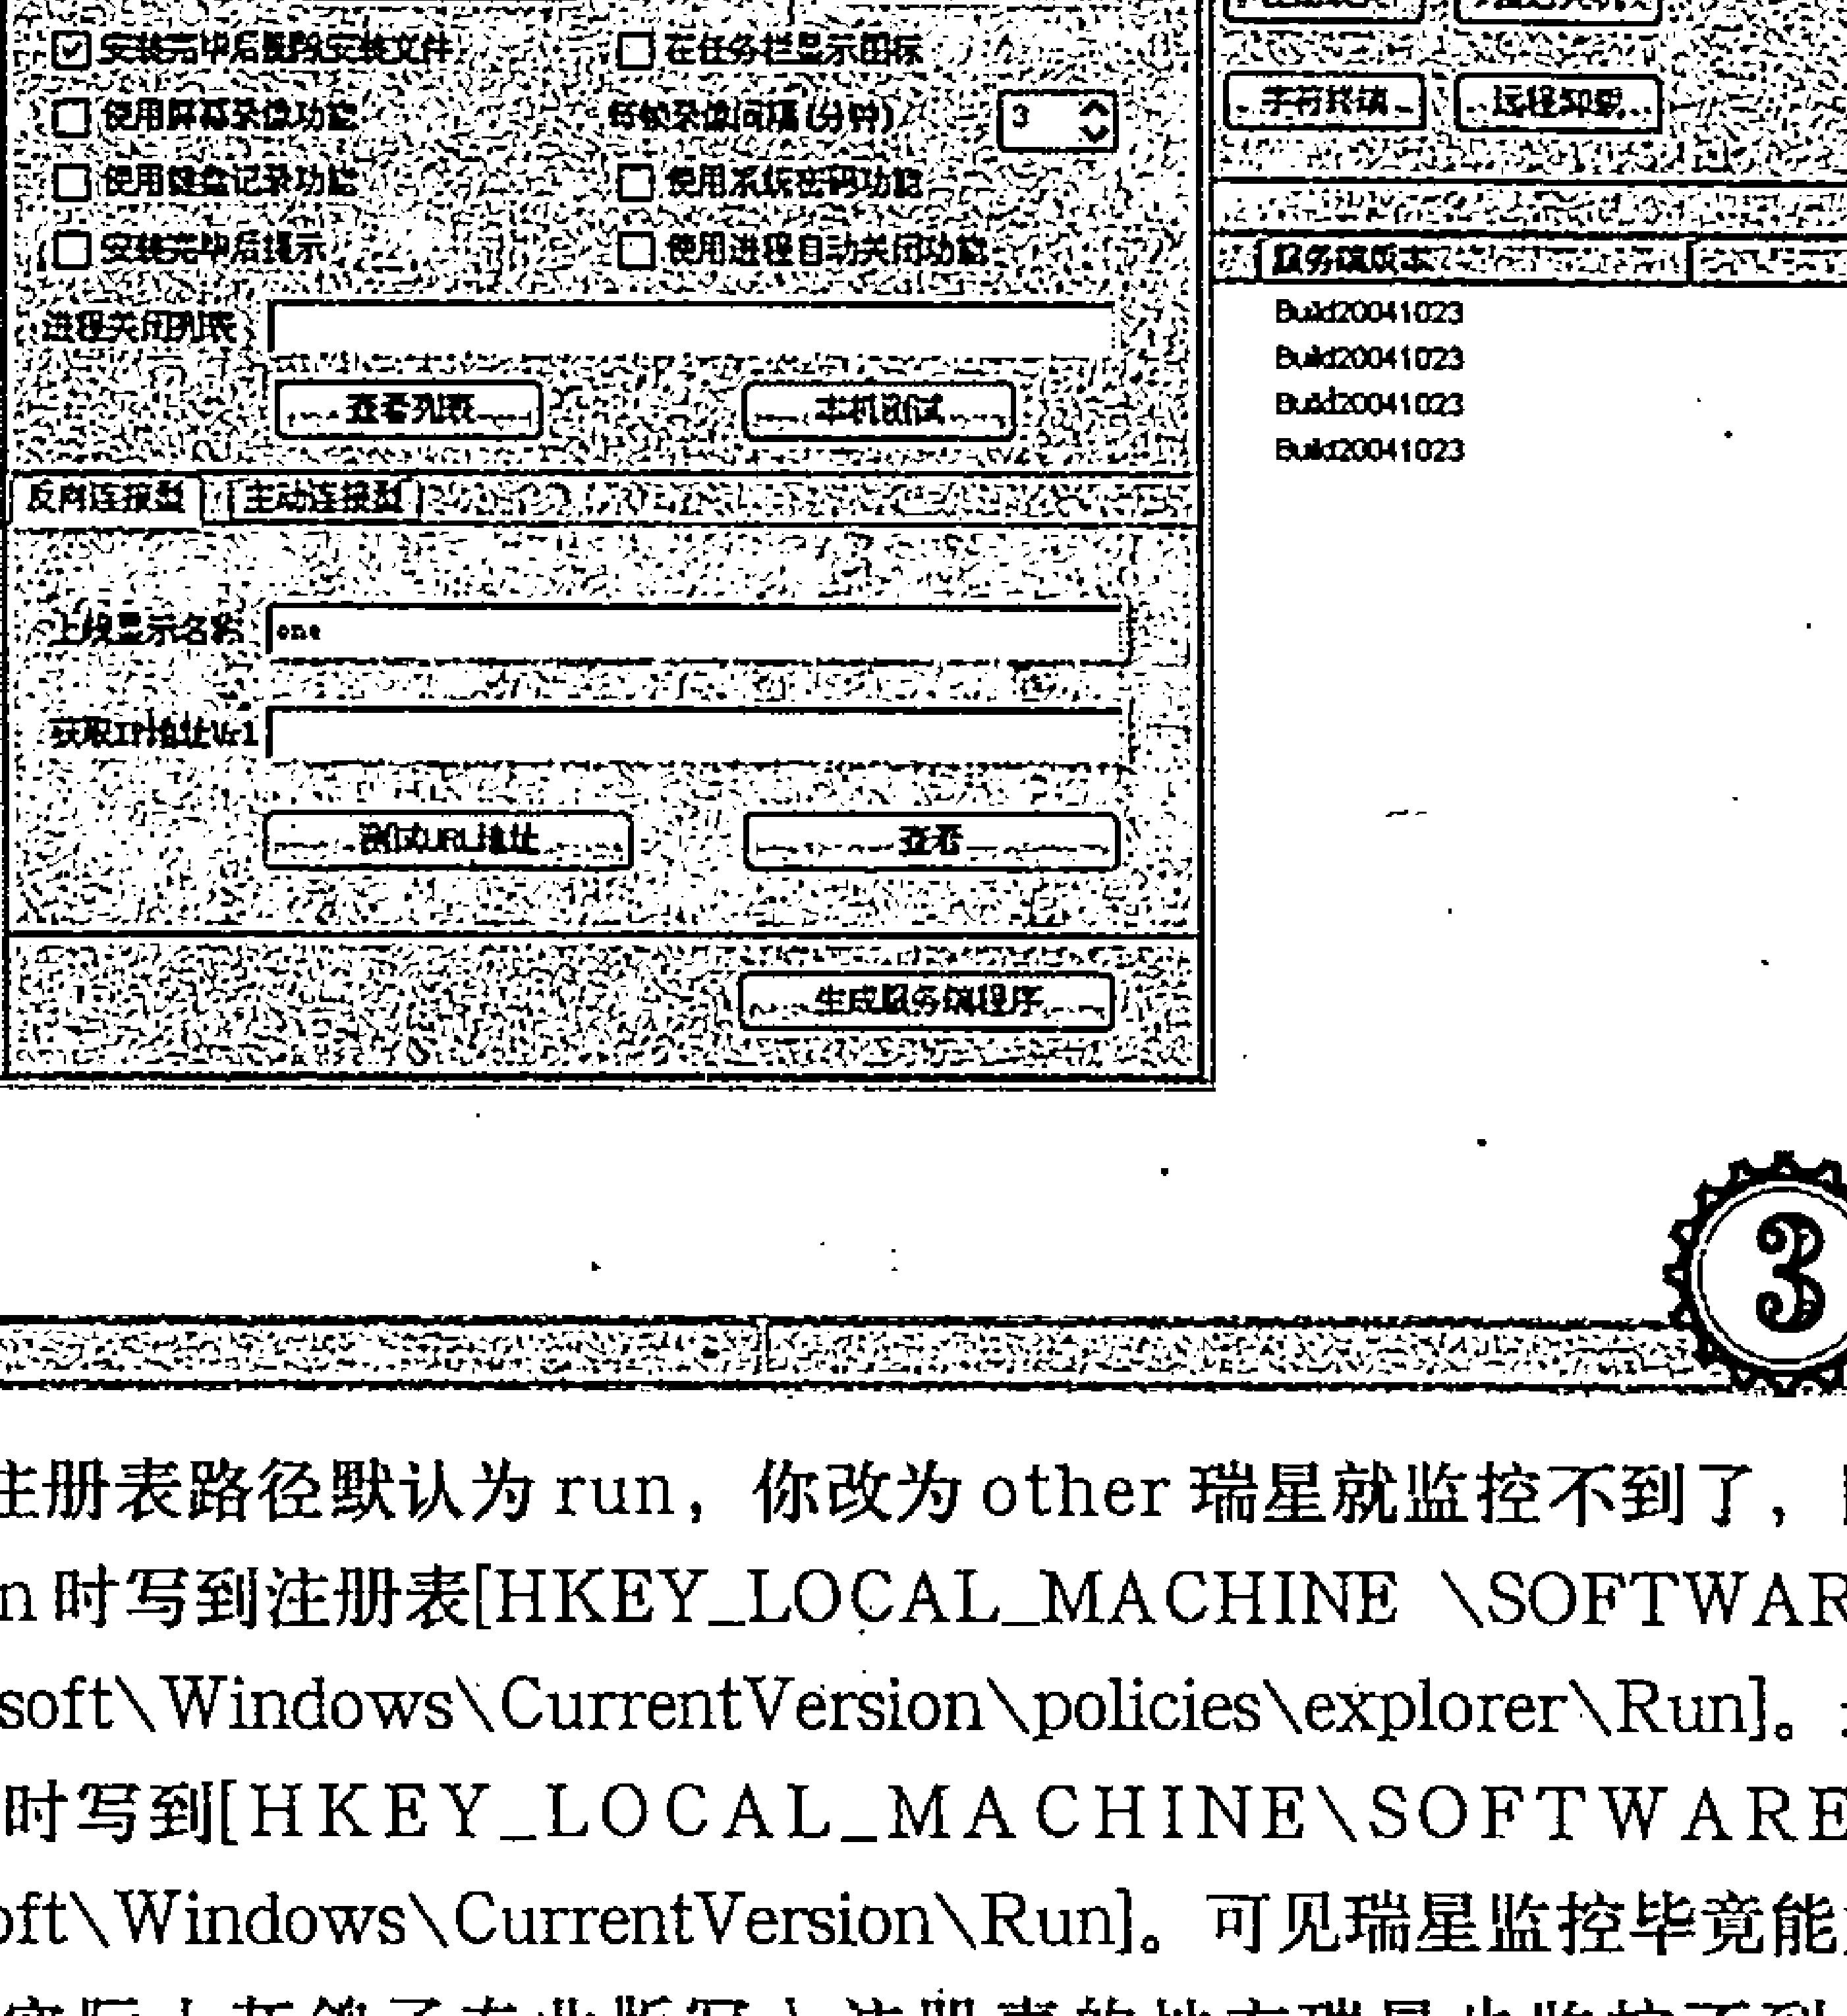 安装完毕后删除安装文件 在任务栏显示图标
使用屏幕录像功能 每帧录像间隔(分钟) 3
字符终端 远程卸载
使用键盘记录功能 使用系统密码功能
安装完毕后提示 使用进程自动关闭功能
服务端版本
进程关闭列表
Build20041023
Build20041023
Build20041023
Build20041023
查看列表 本机测试
反向连接型 主动连接型
上线显示名称 one
获取IP地址Url
测试URL地址 查看
生成服务端程序
3
注册表路径默认为run，你改为other瑞星就监控不到了，
n时写到注册表[HKEY_LOCAL_MACHINE \SOFTWAR
soft\Windows\CurrentVersion\policies\explorer\Run]。
时写到[HKEY_LOCAL_MACHINE\SOFTWARE
oft\Windows\CurrentVersion\Run]。可见瑞星监控毕竟能